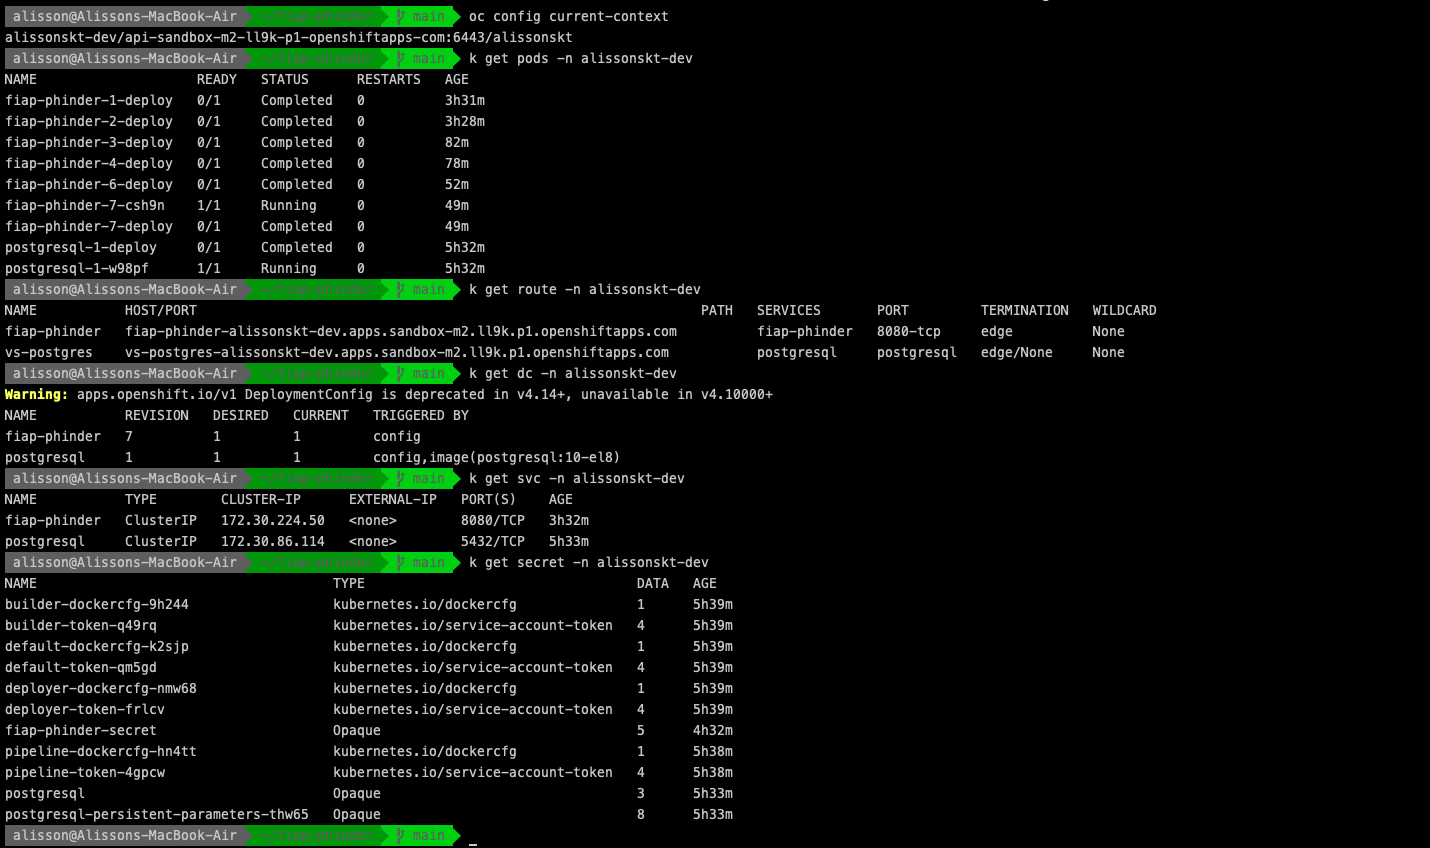 alisson@Alissons-MacBook-Air ~/fiap-phinder main oc config current-context
alissonskt-dev/api-sandbox-m2-ll9k-p1-openshiftapps-com:6443/alissonskt
alisson@Alissons-MacBook-Air ~/fiap-phinder main k get pods -n alissonskt-dev
NAME READY STATUS RESTARTS AGE
fiap-phinder-1-deploy 0/1 Completed 0 3h31m
fiap-phinder-2-deploy 0/1 Completed 0 3h28m
fiap-phinder-3-deploy 0/1 Completed 0 82m
fiap-phinder-4-deploy 0/1 Completed 0 78m
fiap-phinder-6-deploy 0/1 Completed 0 52m
fiap-phinder-7-csh9n 1/1 Running 0 49m
fiap-phinder-7-deploy 0/1 Completed 0 49m
postgresql-1-deploy 0/1 Completed 0 5h32m
postgresql-1-w98pf 1/1 Running 0 5h32m
alisson@Alissons-MacBook-Air ~/fiap-phinder main k get route -n alissonskt-dev
NAME HOST/PORT PATH SERVICES PORT TERMINATION WILDCARD
fiap-phinder fiap-phinder-alissonskt-dev.apps.sandbox-m2.ll9k.p1.openshiftapps.com fiap-phinder 8080-tcp edge None
vs-postgres vs-postgres-alissonskt-dev.apps.sandbox-m2.ll9k.p1.openshiftapps.com postgresql postgresql edge/None None
alisson@Alissons-MacBook-Air ~/fiap-phinder main k get dc -n alissonskt-dev
Warning: apps.openshift.io/v1 DeploymentConfig is deprecated in v4.14+, unavailable in v4.10000+
NAME REVISION DESIRED CURRENT TRIGGERED BY
fiap-phinder 7 1 1 config
postgresql 1 1 1 config,image(postgresql:10-el8)
alisson@Alissons-MacBook-Air ~/fiap-phinder main k get svc -n alissonskt-dev
NAME TYPE CLUSTER-IP EXTERNAL-IP PORT(S) AGE
fiap-phinder ClusterIP 172.30.224.50 <none> 8080/TCP 3h32m
postgresql ClusterIP 172.30.86.114 <none> 5432/TCP 5h33m
alisson@Alissons-MacBook-Air ~/fiap-phinder main k get secret -n alissonskt-dev
NAME TYPE DATA AGE
builder-dockercfg-9h244 kubernetes.io/dockercfg 1 5h39m
builder-token-q49rq kubernetes.io/service-account-token 4 5h39m
default-dockercfg-k2sjp kubernetes.io/dockercfg 1 5h39m
default-token-qm5gd kubernetes.io/service-account-token 4 5h39m
deployer-dockercfg-nmw68 kubernetes.io/dockercfg 1 5h39m
deployer-token-frlcv kubernetes.io/service-account-token 4 5h39m
fiap-phinder-secret Opaque 5 4h32m
pipeline-dockercfg-hn4tt kubernetes.io/dockercfg 1 5h38m
pipeline-token-4gpcw kubernetes.io/service-account-token 4 5h38m
postgresql Opaque 3 5h33m
postgresql-persistent-parameters-thw65 Opaque 8 5h33m
alisson@Alissons-MacBook-Air ~/fiap-phinder main